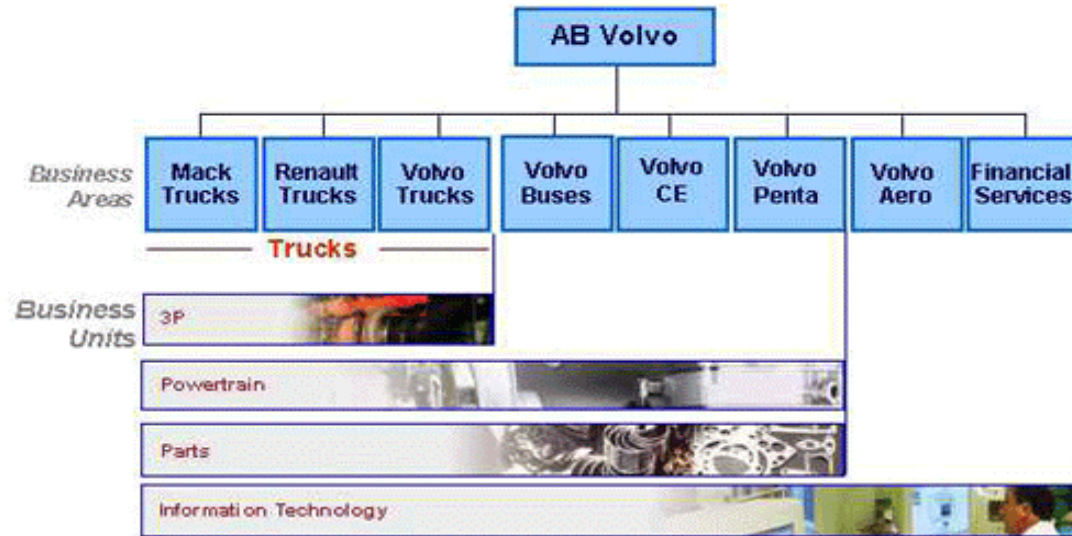 AB Volvo
Business
Areas
Mack
Trucks
Renault
Trucks
Volvo
Trucks
Volvo
Buses
Volvo
CE
Volvo
Penta
Volvo
Aero
Financial
Services
Trucks
Business
Units
3P
Powertrain
Parts
Information Technology